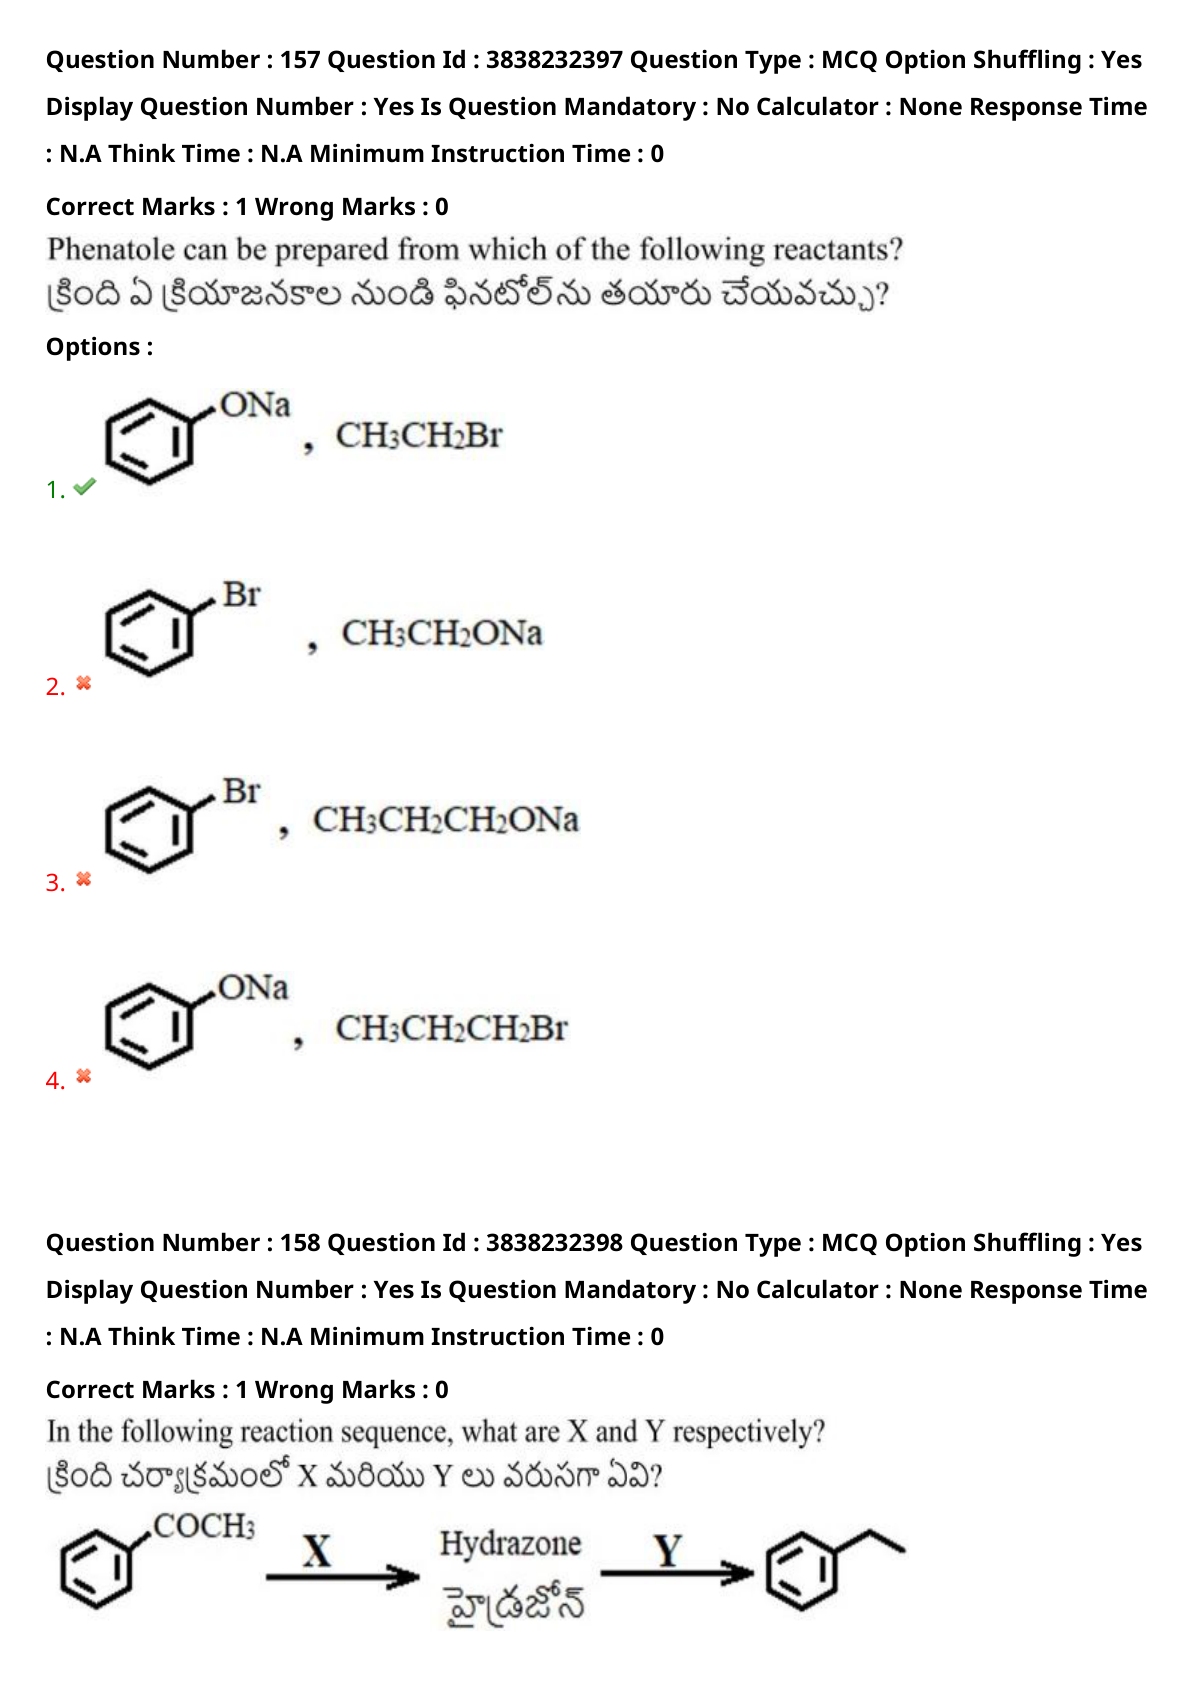 Question Number : 157 Question Id : 3838232397 Question Type : MCQ Option Shuffling : Yes
Display Question Number : Yes Is Question Mandatory : No Calculator : None Response Time
: N.A Think Time : N.A Minimum Instruction Time : 0
Correct Marks : 1 Wrong Marks : 0
Phenatole can be prepared from which of the following reactants?
క్రింది ఏ క్రియాజనకాల నుండి ఫినటోల్‌ను తయారు చేయవచ్చు?
Options :
ONa
, CH3CH2Br
1.
Br
, CH3CH2ONa
2.
Br
, CH3CH2CH2ONa
3.
ONa
, CH3CH2CH2Br
4.
Question Number : 158 Question Id : 3838232398 Question Type : MCQ Option Shuffling : Yes
Display Question Number : Yes Is Question Mandatory : No Calculator : None Response Time
: N.A Think Time : N.A Minimum Instruction Time : 0
Correct Marks : 1 Wrong Marks : 0
In the following reaction sequence, what are X and Y respectively?
క్రింది చర్యాక్రమంలో X మరియు Y లు వరుసగా ఏవి?
COCH3 X Hydrazone Y
హైడ్రజోన్